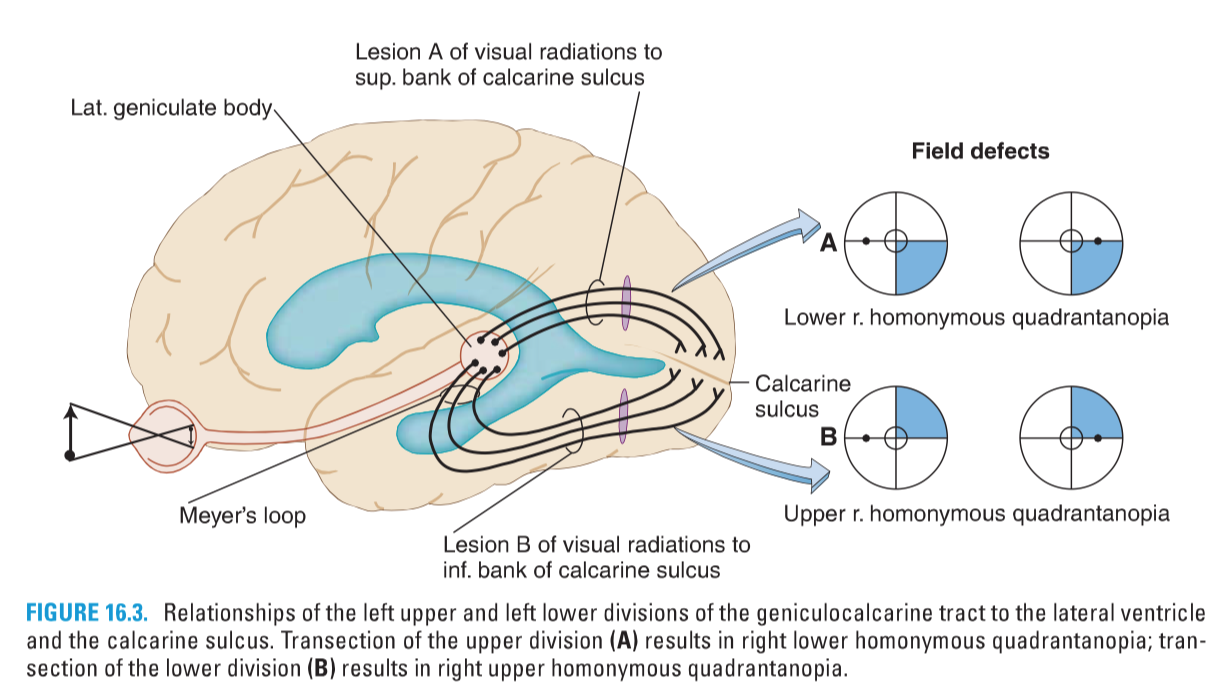 Lesion A of visual radiations to
sup. bank of calcarine sulcus
Lat. geniculate body
Field defects
A
Lower r. homonymous quadrantanopia
Calcarine
sulcus
B
Upper r. homonymous quadrantanopia
Meyer's loop
Lesion B of visual radiations to
inf. bank of calcarine sulcus
FIGURE 16.3. Relationships of the left upper and left lower divisions of the geniculocalcarine tract to the lateral ventricle
and the calcarine sulcus. Transection of the upper division (A) results in right lower homonymous quadrantanopia; tran-
section of the lower division (B) results in right upper homonymous quadrantanopia.